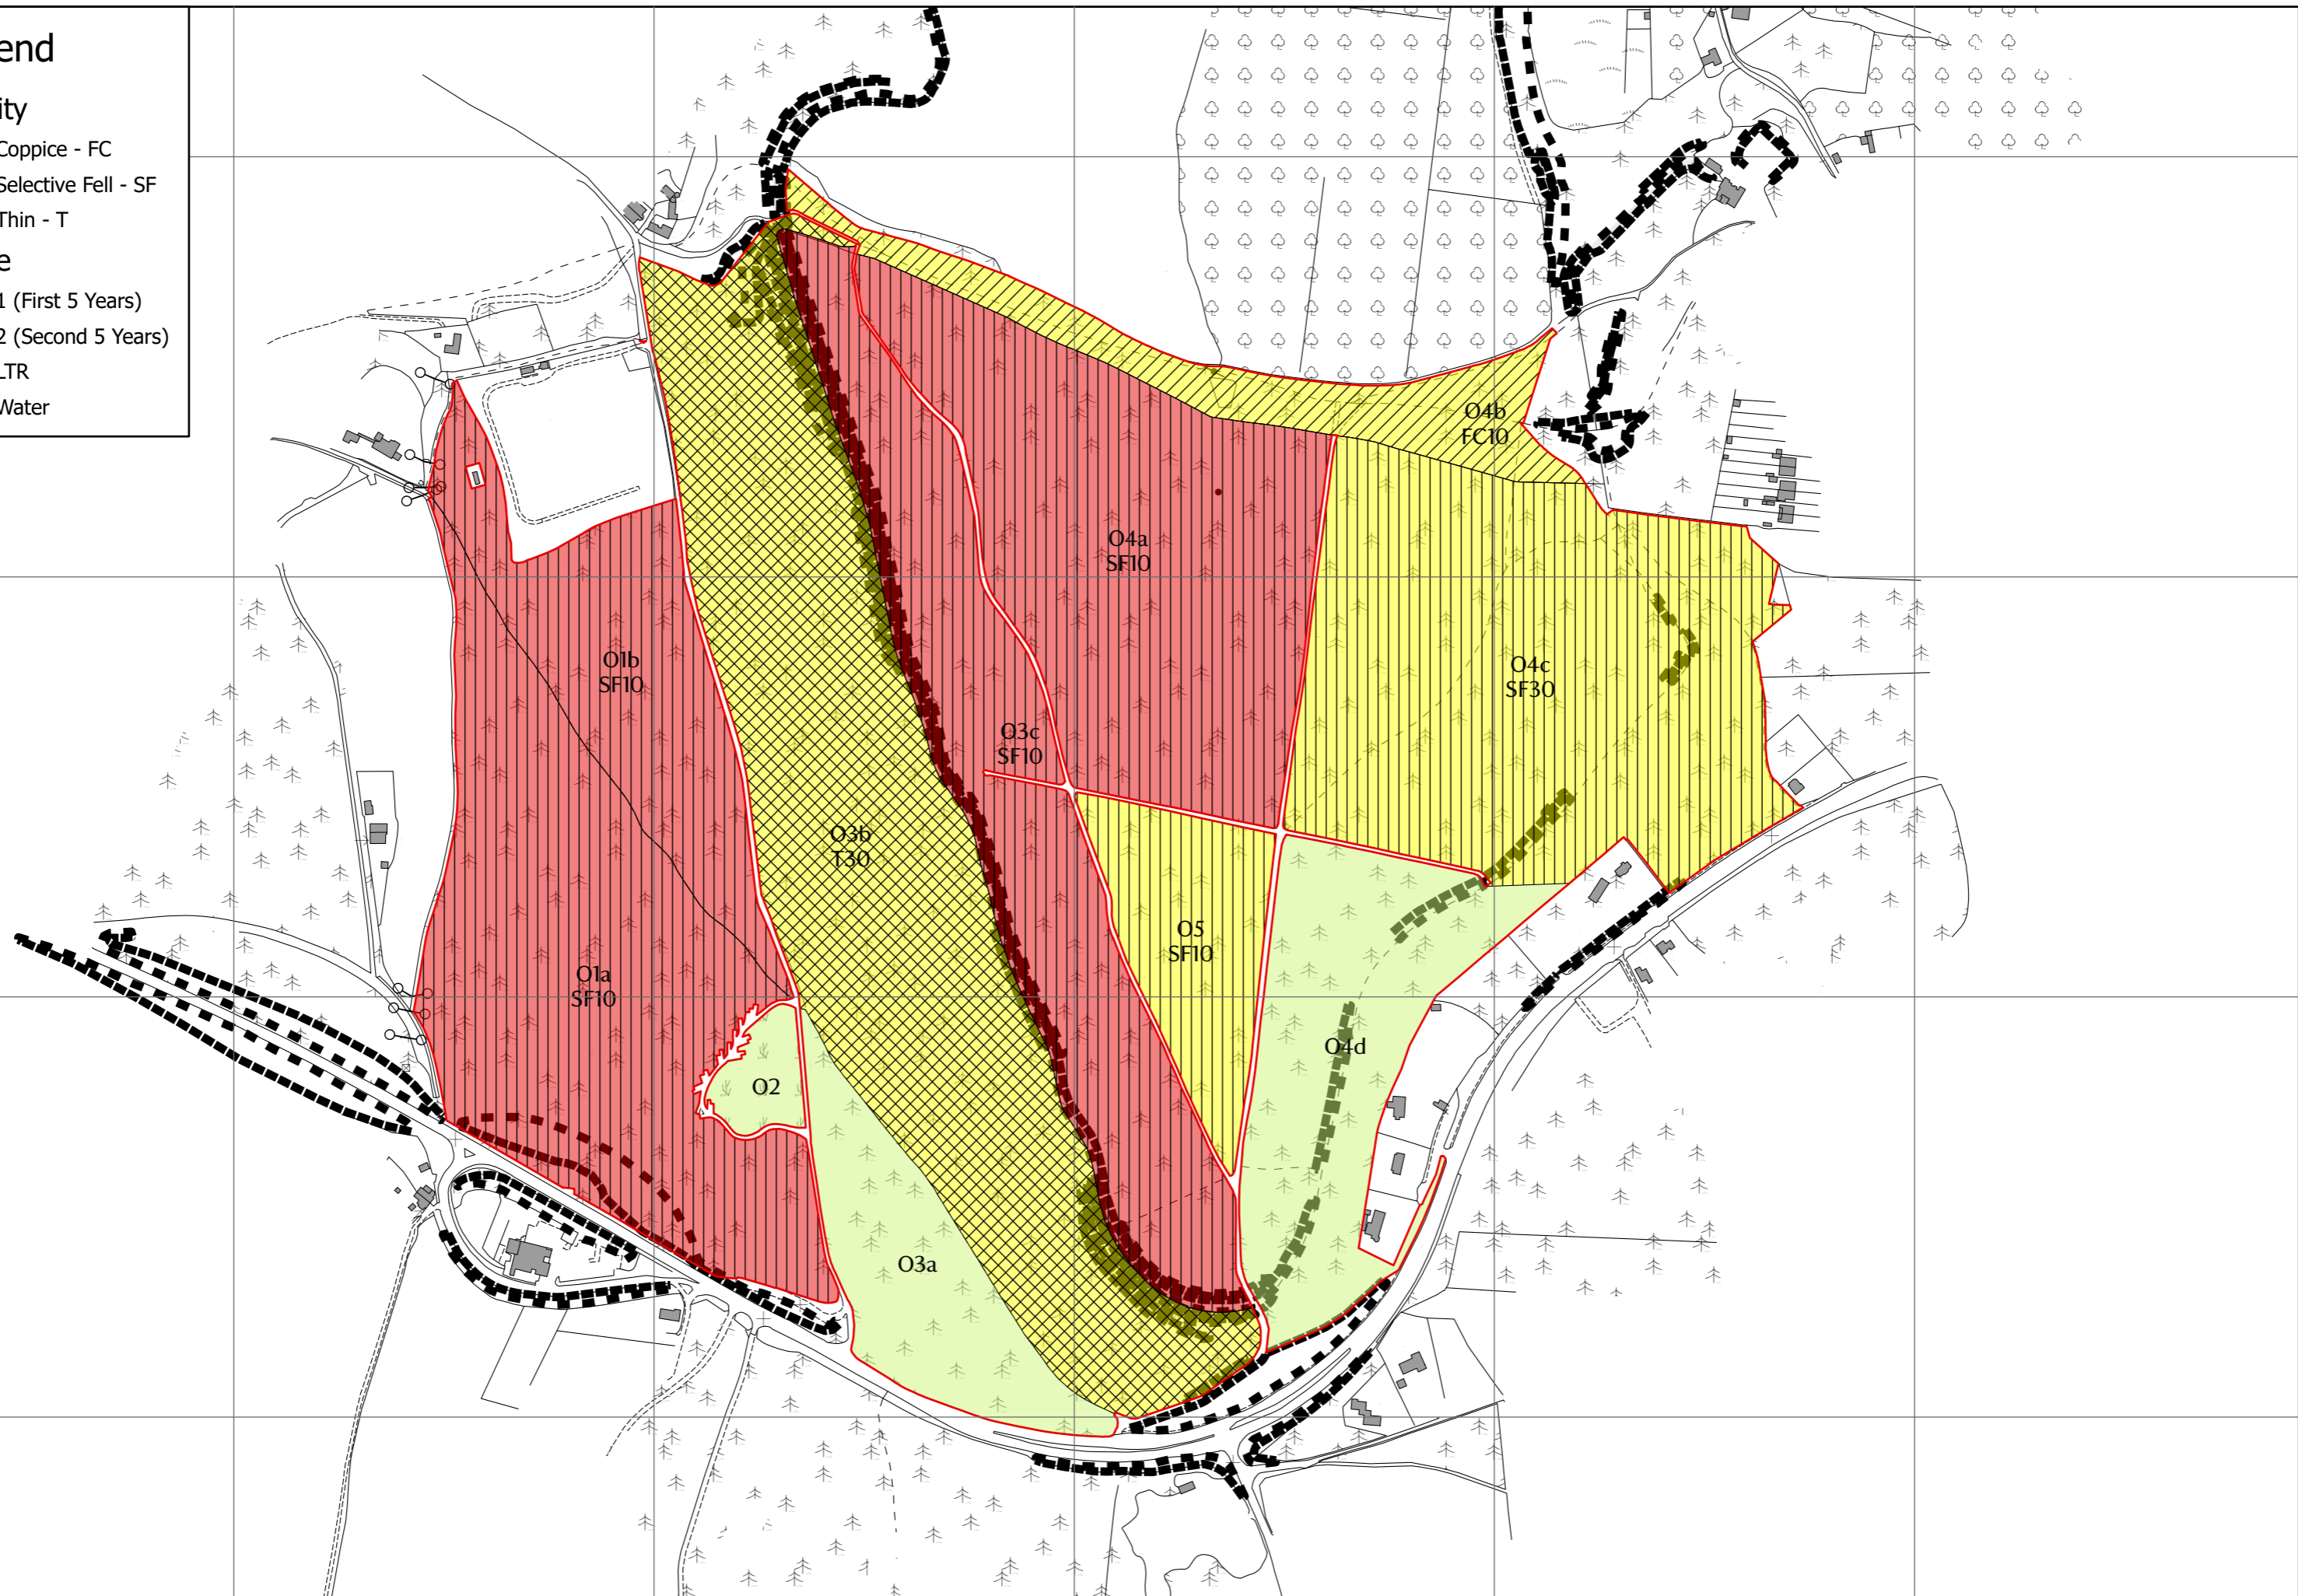 end
ity
Coppice - FC
Selective Fell - SF
Thin - T
e
1 (First 5 Years)
2 (Second 5 Years)
LTR
Water
O4b
FC10
O4a
SF10
O1b
SF10
O4c
SF30
O3c
SF10
O3b
T30
O5
SF10
O1a
SF10
O4d
O2
O3a